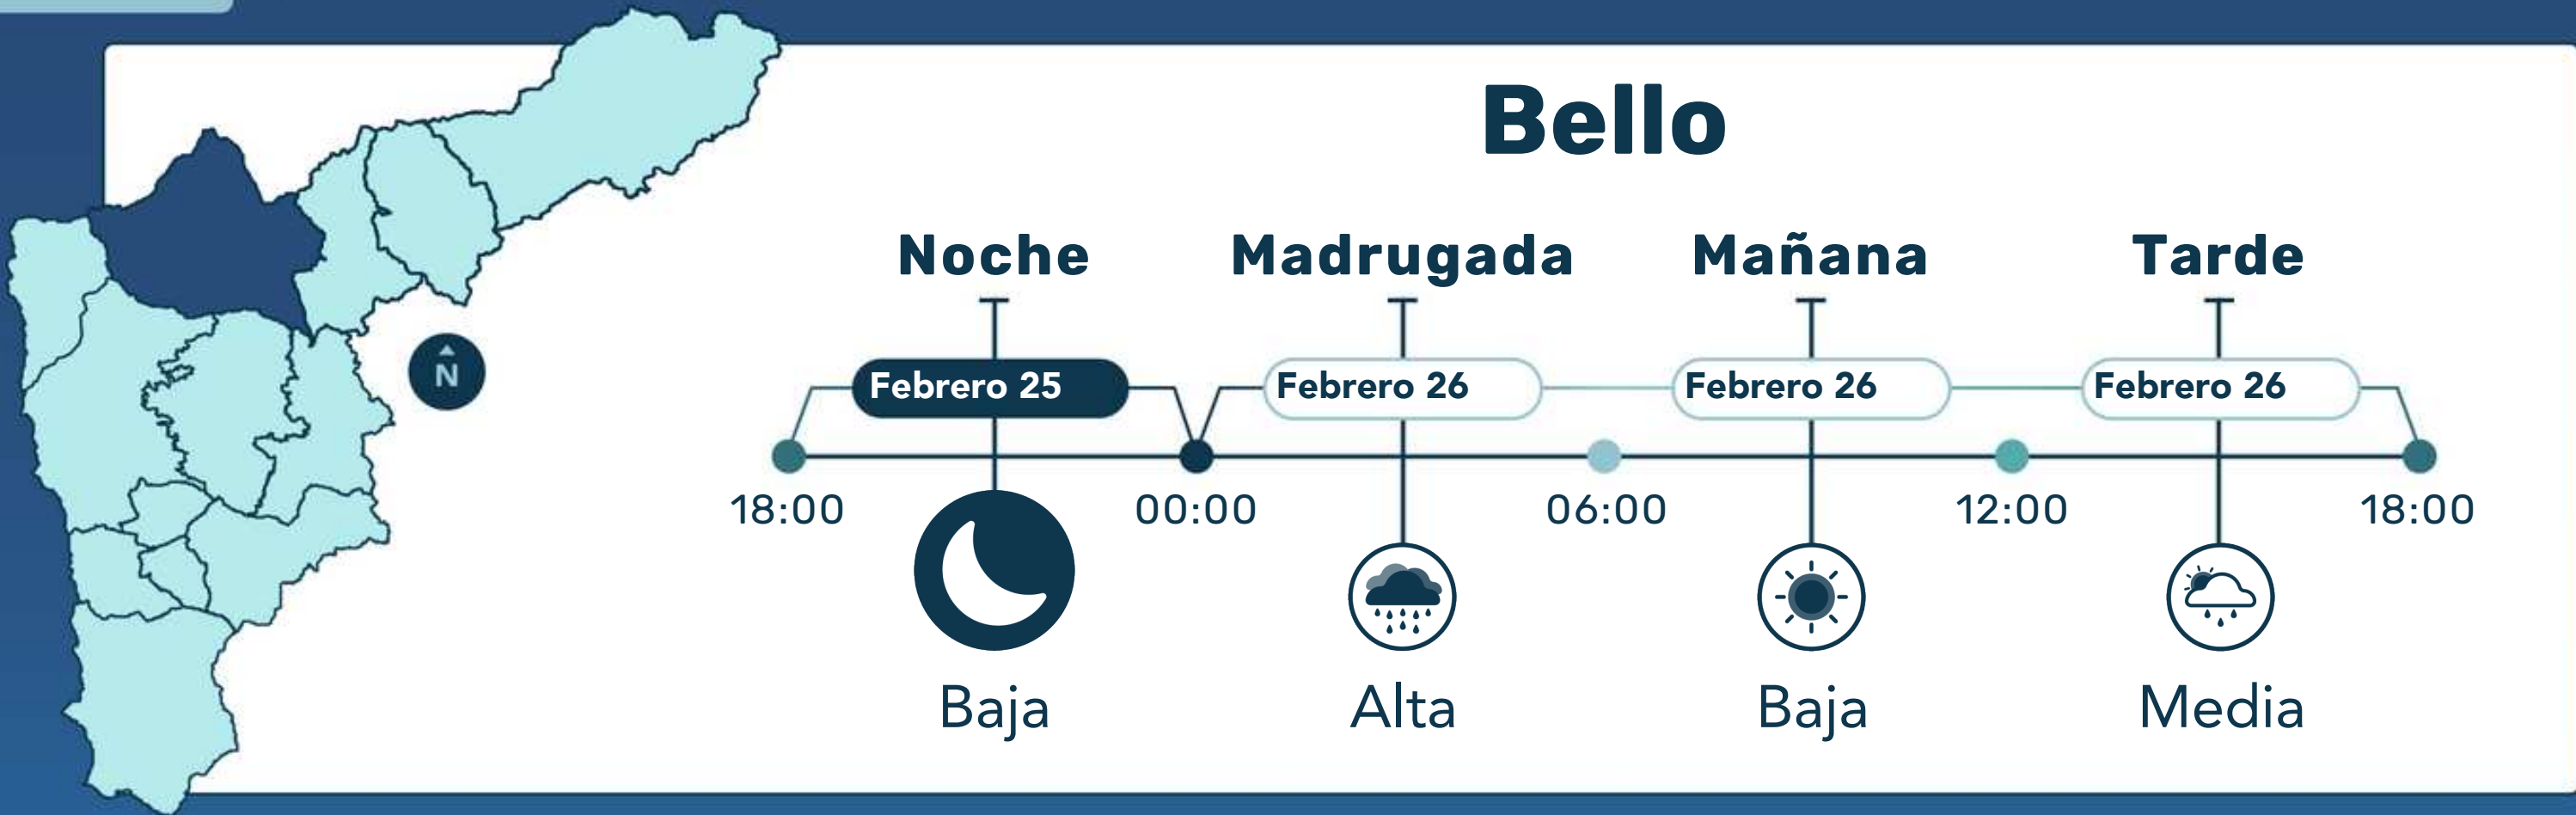 Bello
Noche Madrugada Mañana Tarde
Febrero 25 Febrero 26 Febrero 26 Febrero 26
N
18:00 00:00 06:00 12:00 18:00
Baja Alta Baja Media